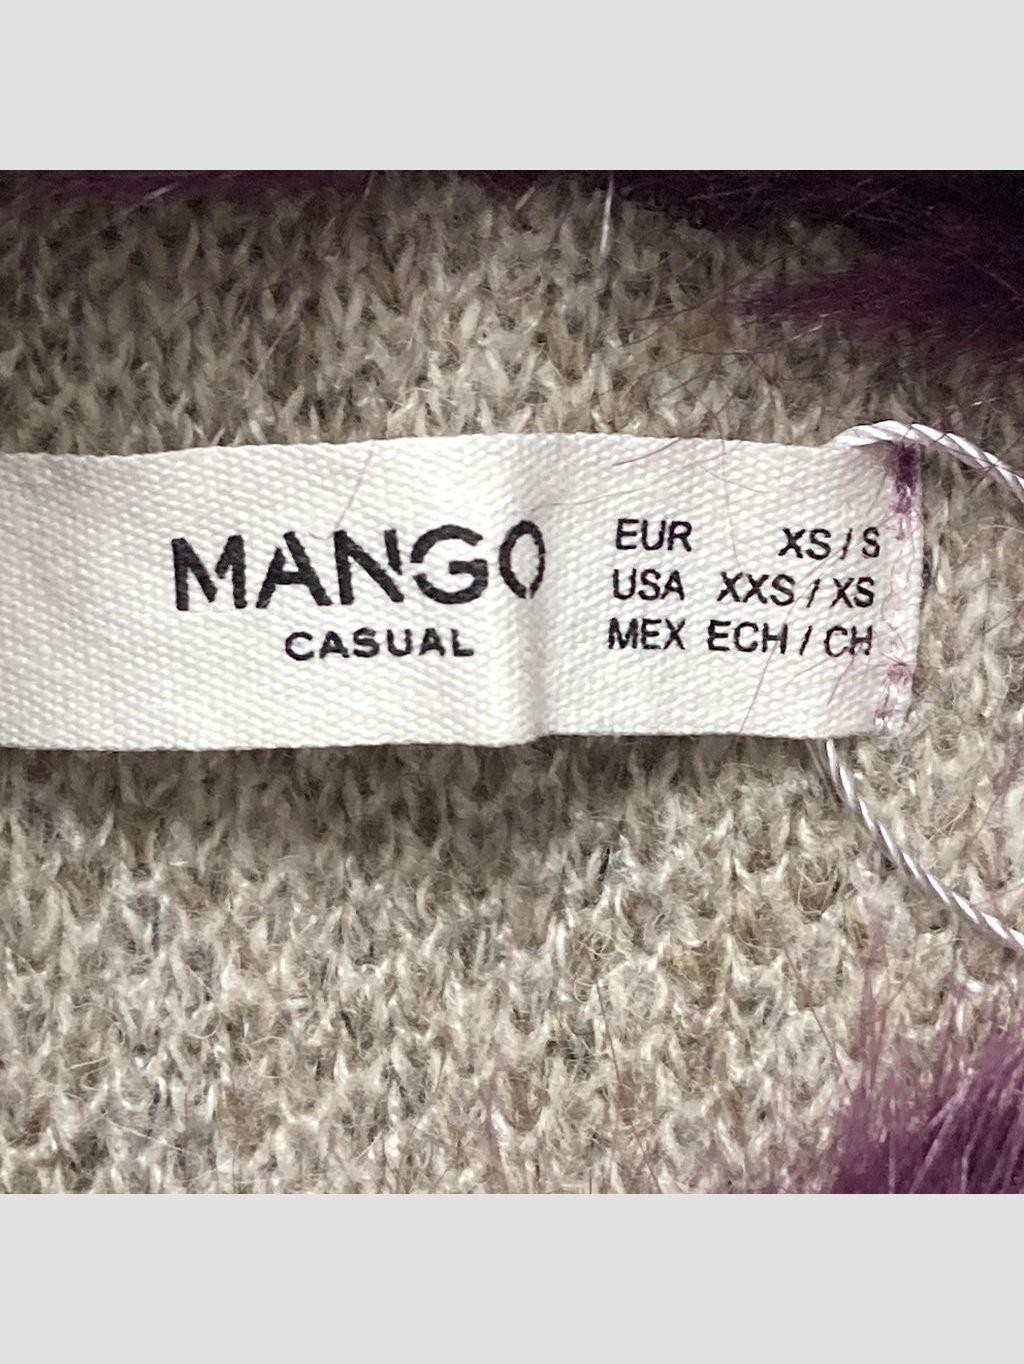 MANGO
CASUAL
EUR XS / S
USA XXS / XS
MEX ECH / CH